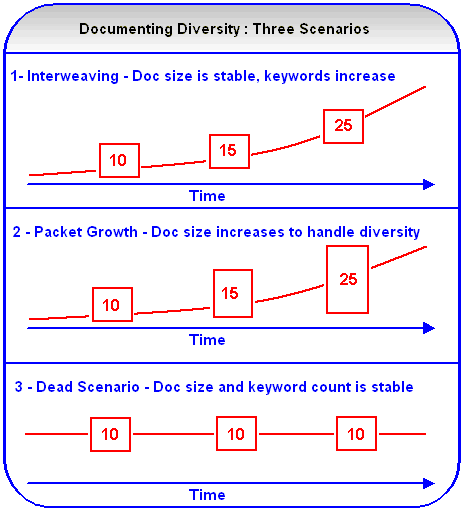 Documenting Diversity : Three Scenarios
1- Interweaving - Doc size is stable, keywords increase
10
15
25
Time
2 - Packet Growth - Doc size increases to handle diversity
10
15
25
Time
3 - Dead Scenario - Doc size and keyword count is stable
10
10
10
Time